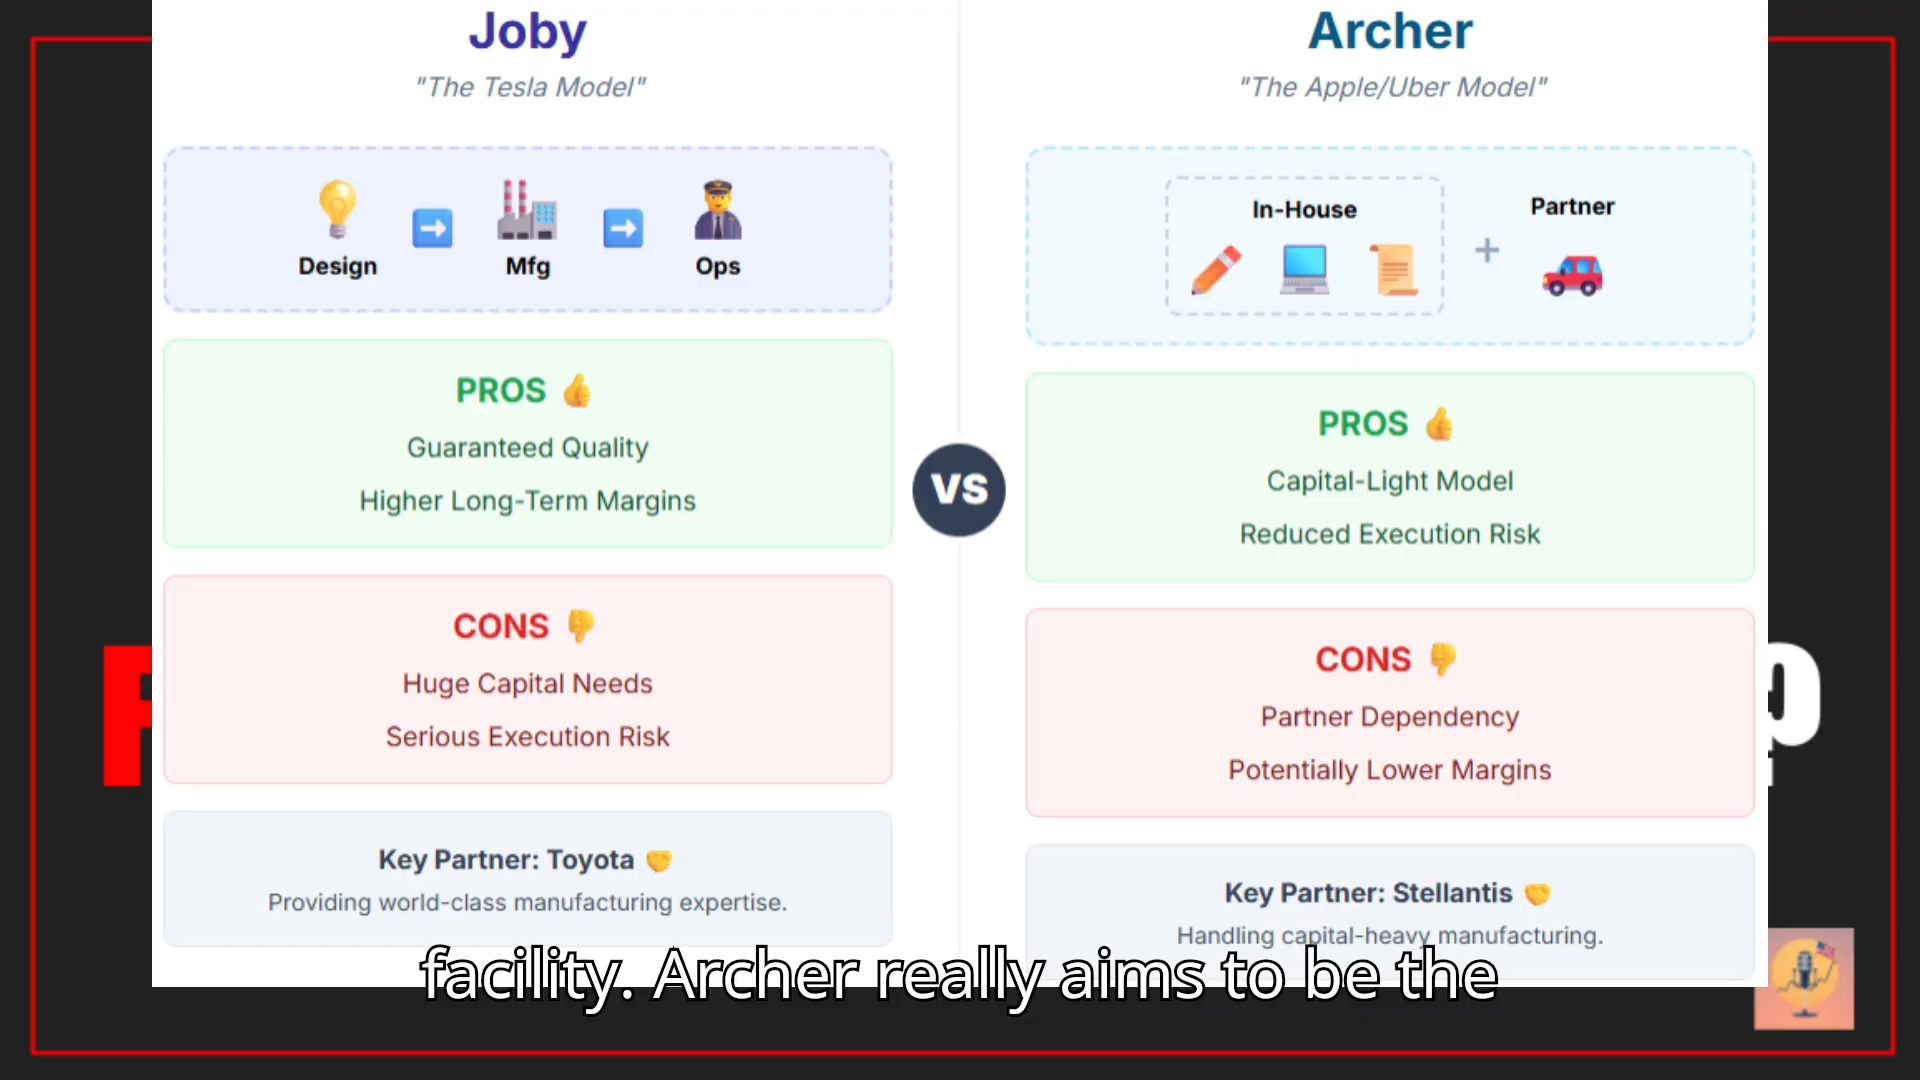 Joby
"The Tesla Model"
Design
Mfg
Ops
PROS
Guaranteed Quality
Higher Long-Term Margins
CONS
Huge Capital Needs
Serious Execution Risk
Key Partner: Toyota
Providing world-class manufacturing expertise.
VS
Archer
"The Apple/Uber Model"
In-House
Partner
+
PROS
Capital-Light Model
Reduced Execution Risk
CONS
Partner Dependency
Potentially Lower Margins
Key Partner: Stellantis
Handling capital-heavy manufacturing.
facility. Archer really aims to be the